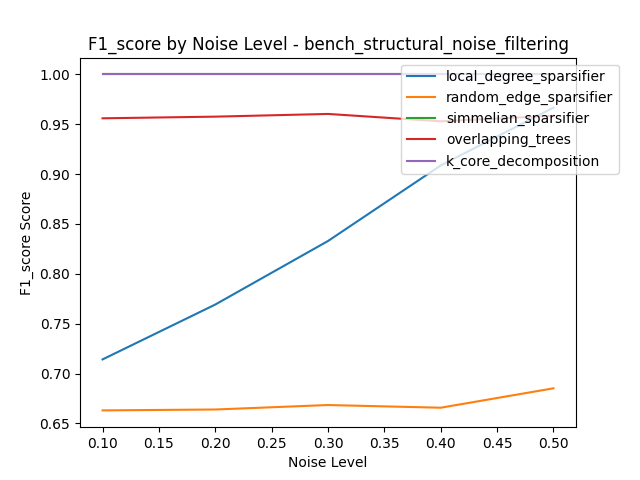 F1_score by Noise Level - bench_structural_noise_filtering
local_degree_sparsifier
random_edge_sparsifier
simmelian_sparsifier
overlapping_trees
k_core_decomposition
F1_score Score
1.00
0.95
0.90
0.85
0.80
0.75
0.70
0.65
0.10 0.15 0.20 0.25 0.30 0.35 0.40 0.45 0.50
Noise Level